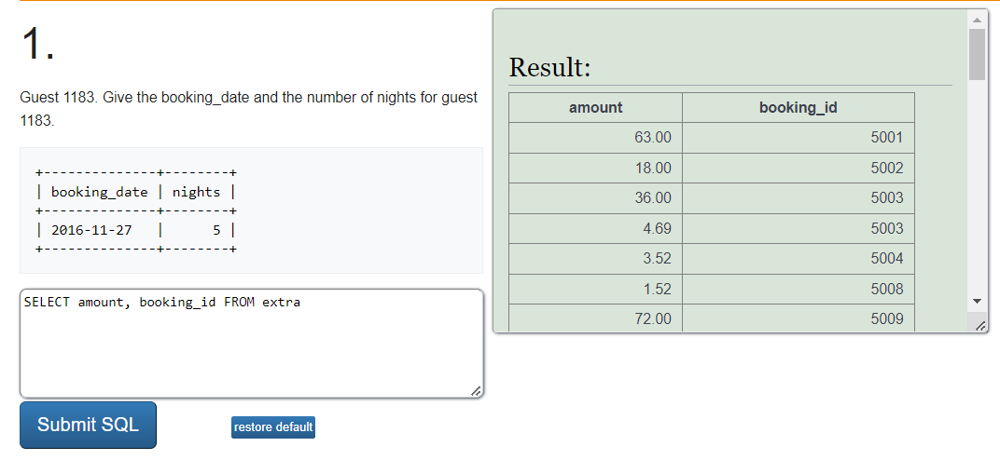 1.
Guest 1183. Give the booking_date and the number of nights for guest
1183.
+--------------+--------+
| booking_date | nights |
+--------------+--------+
| 2016-11-27   |      5 |
+--------------+--------+
SELECT amount, booking_id FROM extra
Submit SQL
restore default
Result:
amount booking_id
63.00 5001
18.00 5002
36.00 5003
4.69 5003
3.52 5004
1.52 5008
72.00 5009